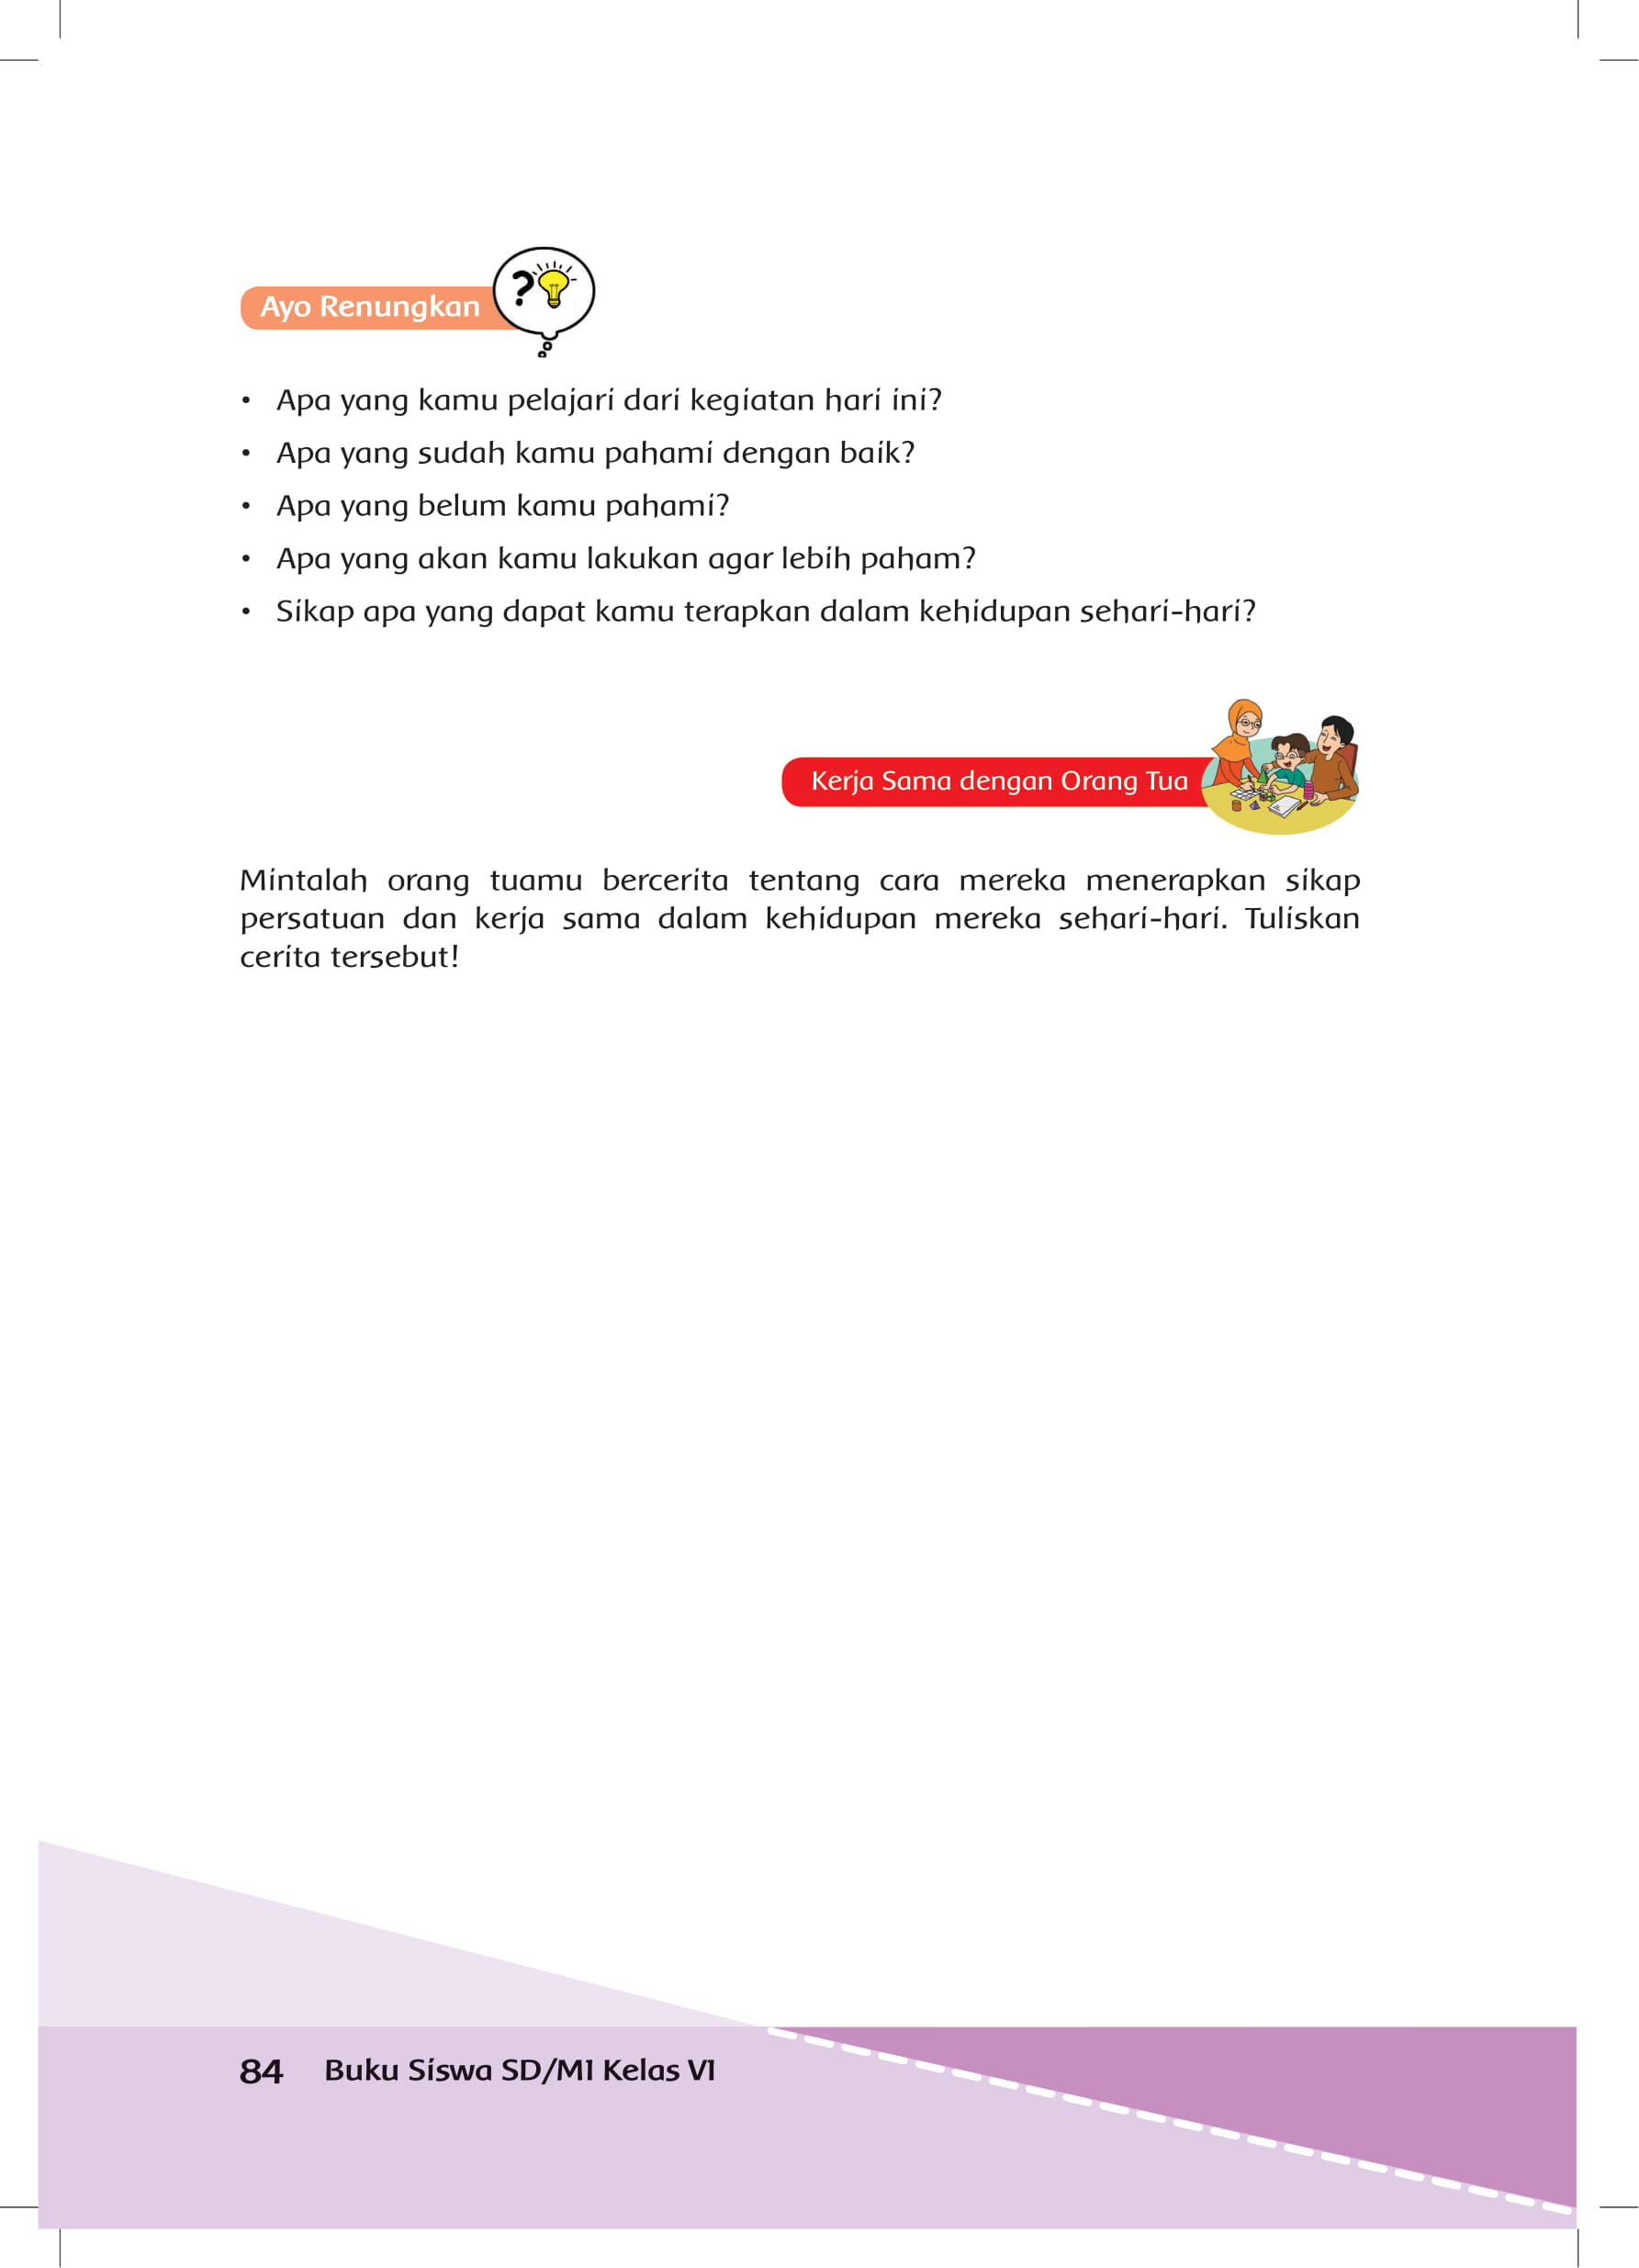 Ayo Renungkan
• Apa yang kamu pelajari dari kegiatan hari ini?
• Apa yang sudah kamu pahami dengan baik?
• Apa yang belum kamu pahami?
• Apa yang akan kamu lakukan agar lebih paham?
• Sikap apa yang dapat kamu terapkan dalam kehidupan sehari-hari?
Kerja Sama dengan Orang Tua
Mintalah orang tuamu bercerita tentang cara mereka menerapkan sikap
persatuan dan kerja sama dalam kehidupan mereka sehari-hari. Tuliskan
cerita tersebut!
84 Buku Siswa SD/MI Kelas VI